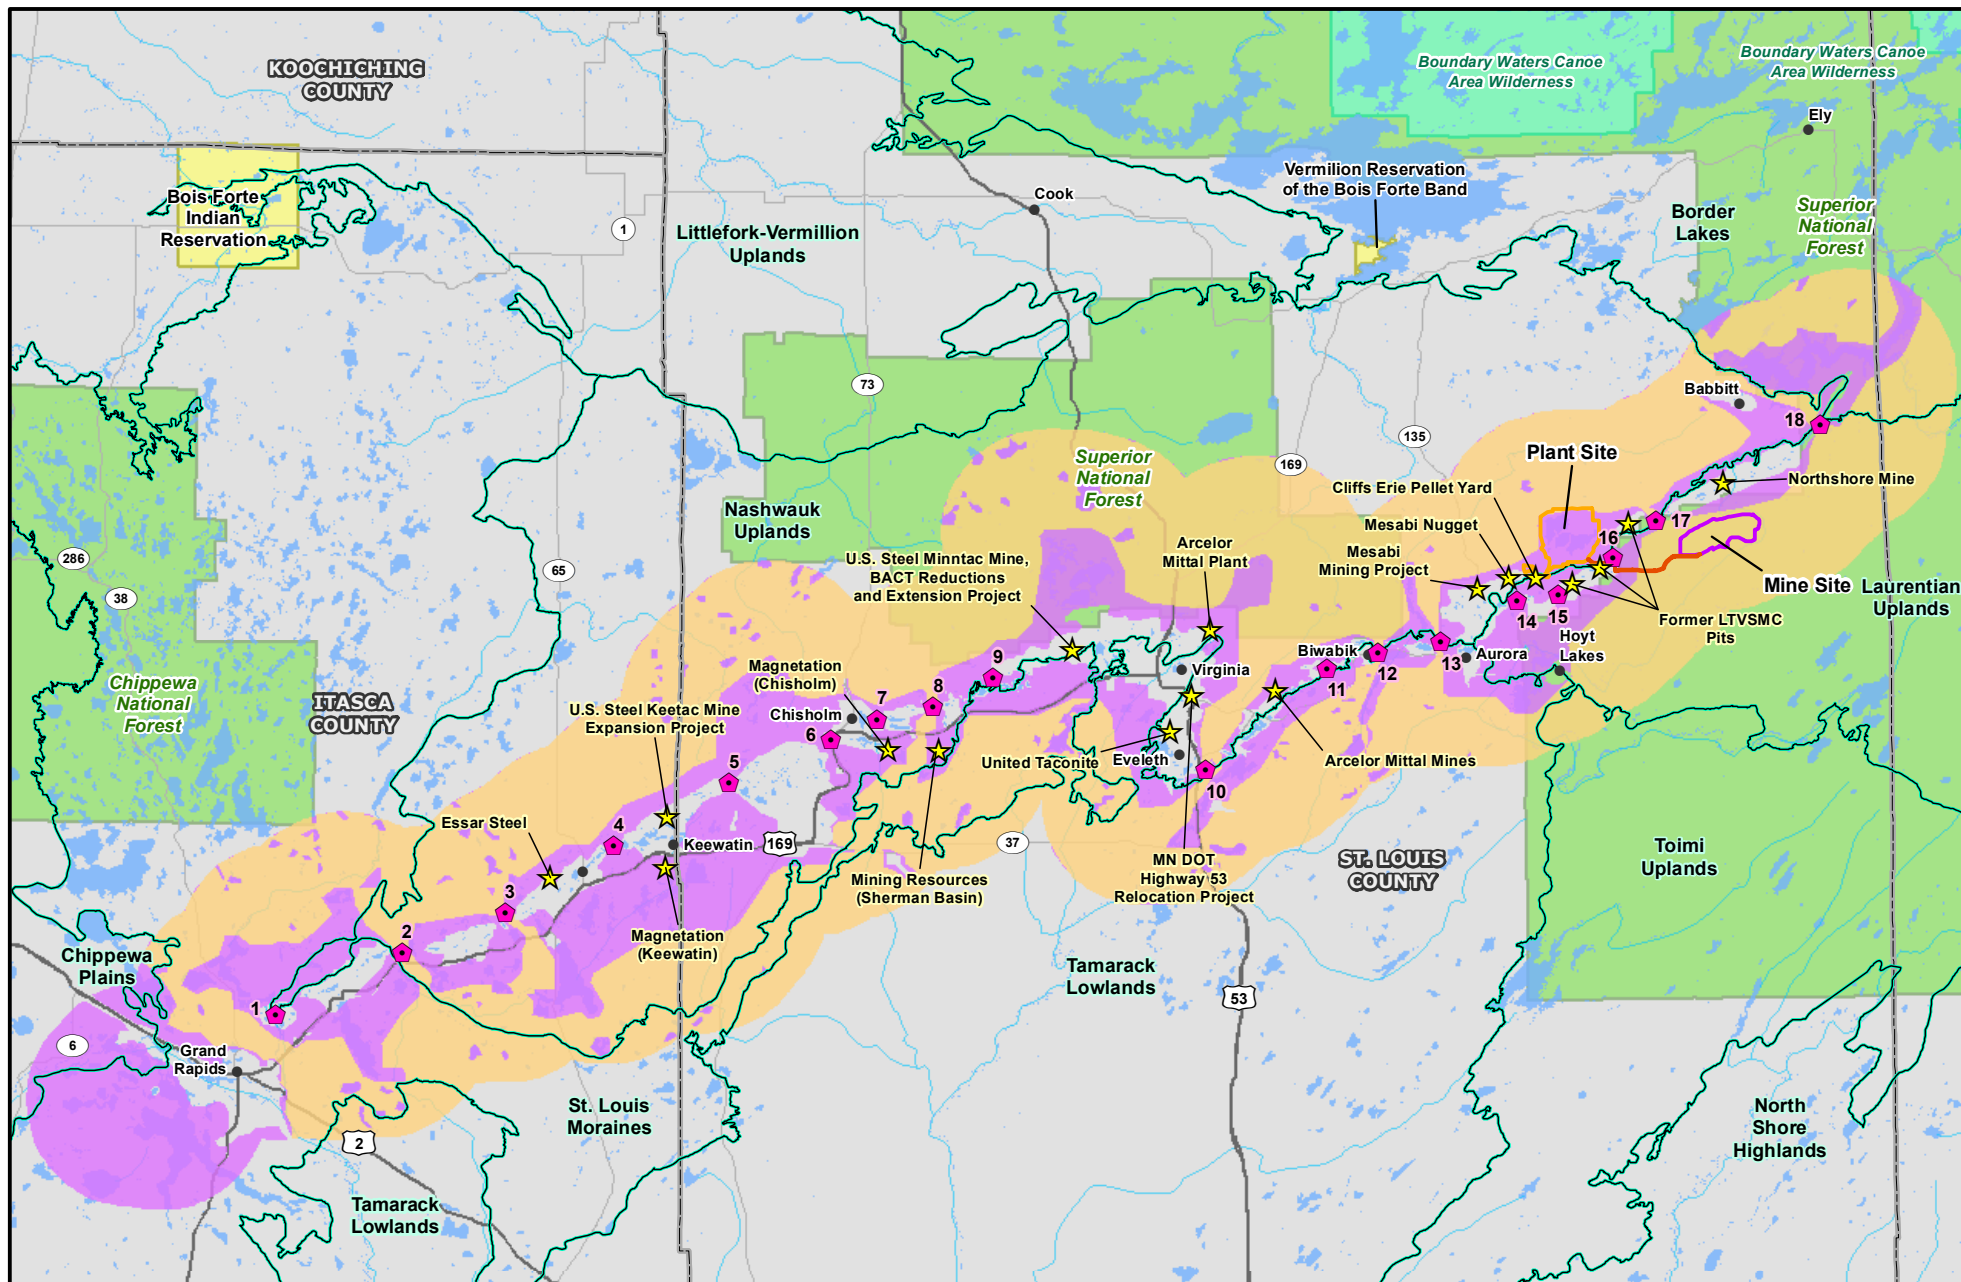 KOOCHICHING
COUNTY
Boundary Waters Canoe
Area Wilderness
Boundary Waters Canoe
Area Wilderness
Ely
Bois Forte
Indian
Reservation
1
Littlefork-Vermillion
Uplands
Cook
Vermilion Reservation
of the Bois Forte Band
Border
Lakes
Superior
National
Forest
73
135
169
Superior
National
Forest
Babbitt
18
Plant Site
Cliffs Erie Pellet Yard
Northshore Mine
Mesabi Nugget
17
16
Mesabi
Mining Project
Mine Site
Laurentian
Uplands
14
15
Former LTVSMC
Pits
Hoyt
Lakes
Nashwauk
Uplands
Arcelor
Mittal Plant
U.S. Steel Minntac Mine,
BACT Reductions
and Extension Project
286
38
65
Chippewa
National
Forest
ITASCA
COUNTY
Magnetation
(Chisholm)
9
8
7
Chisholm
6
U.S. Steel Keetac Mine
Expansion Project
5
Virginia
Biwabik
11
12
13
Aurora
United Taconite
Eveleth
10
Arcelor Mittal Mines
Essar Steel
4
Keewatin
169
37
3
Mining Resources
(Sherman Basin)
MN DOT
Highway 53
Relocation Project
ST. LOUIS
COUNTY
Toimi
Uplands
2
Magnetation
(Keewatin)
Chippewa
Plains
1
Tamarack
Lowlands
53
6
Grand
Rapids
St. Louis
Moraines
2
North
Shore
Highlands
Tamarack
Lowlands